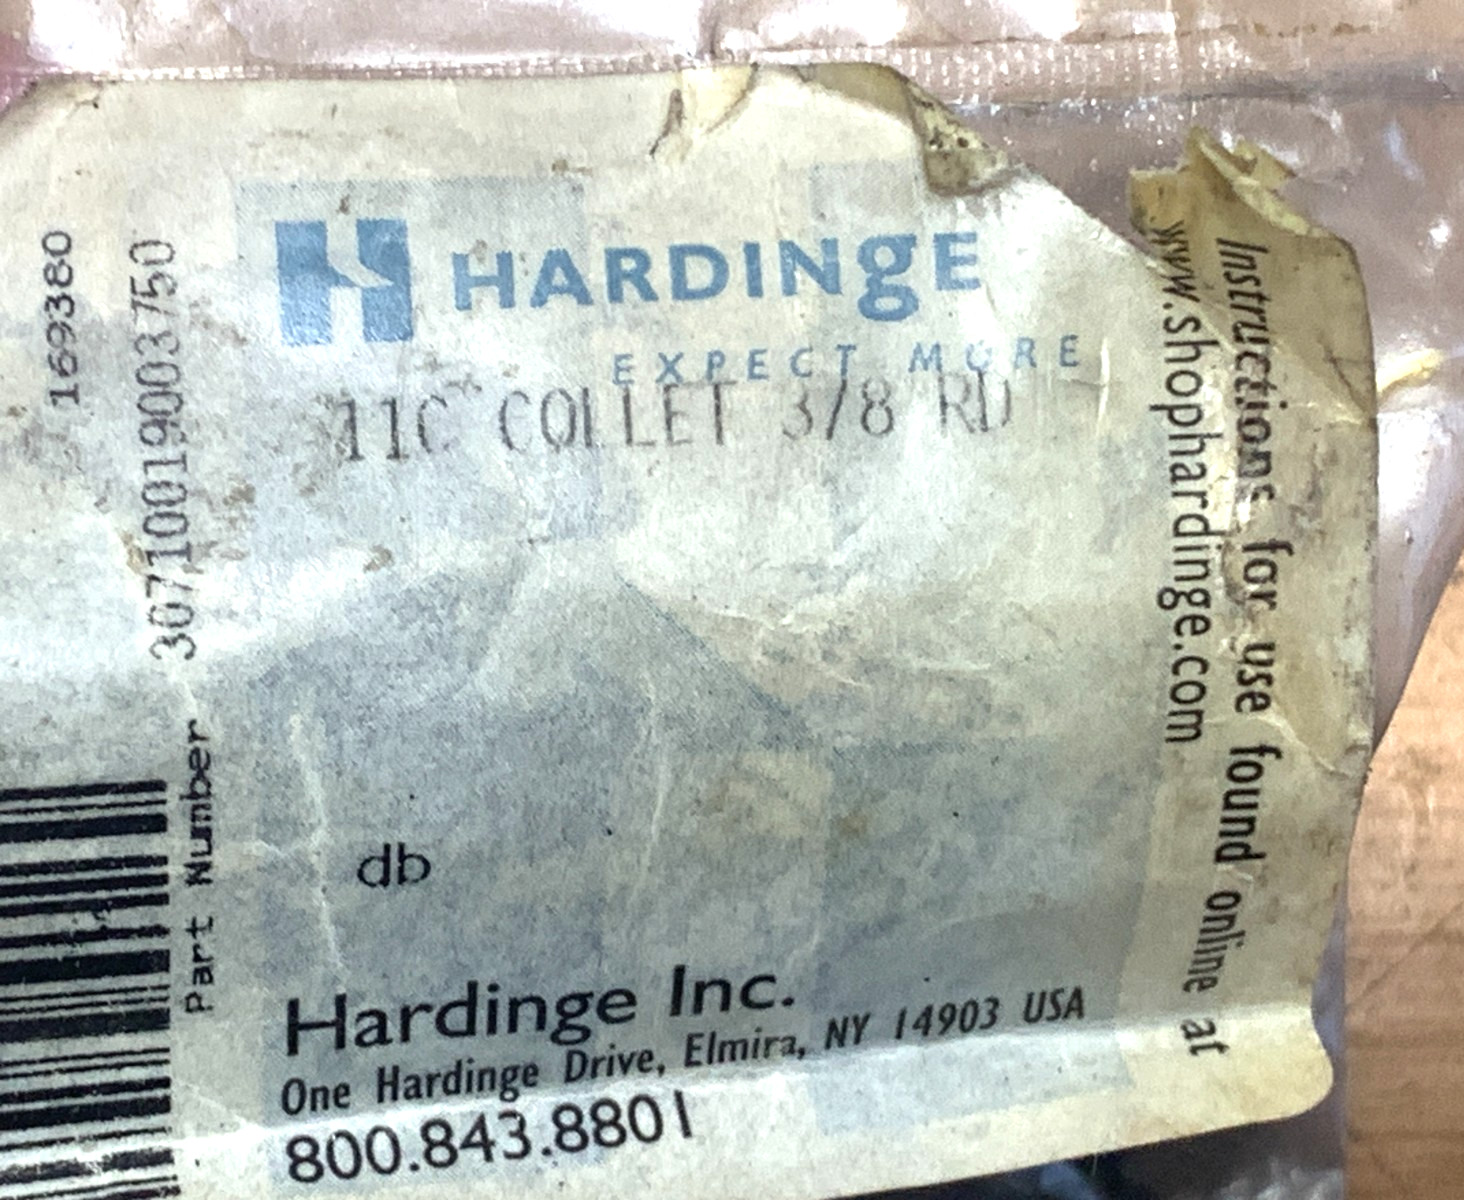 HARDINGE
EXPECT MORE
11C COLLET 3/8 RD
db
Hardinge Inc.
One Hardinge Drive, Elmira, NY 14903 USA
800.843.8801
169380
Part Number 30710019003750
Instructions for use found online at
www.shophardinge.com